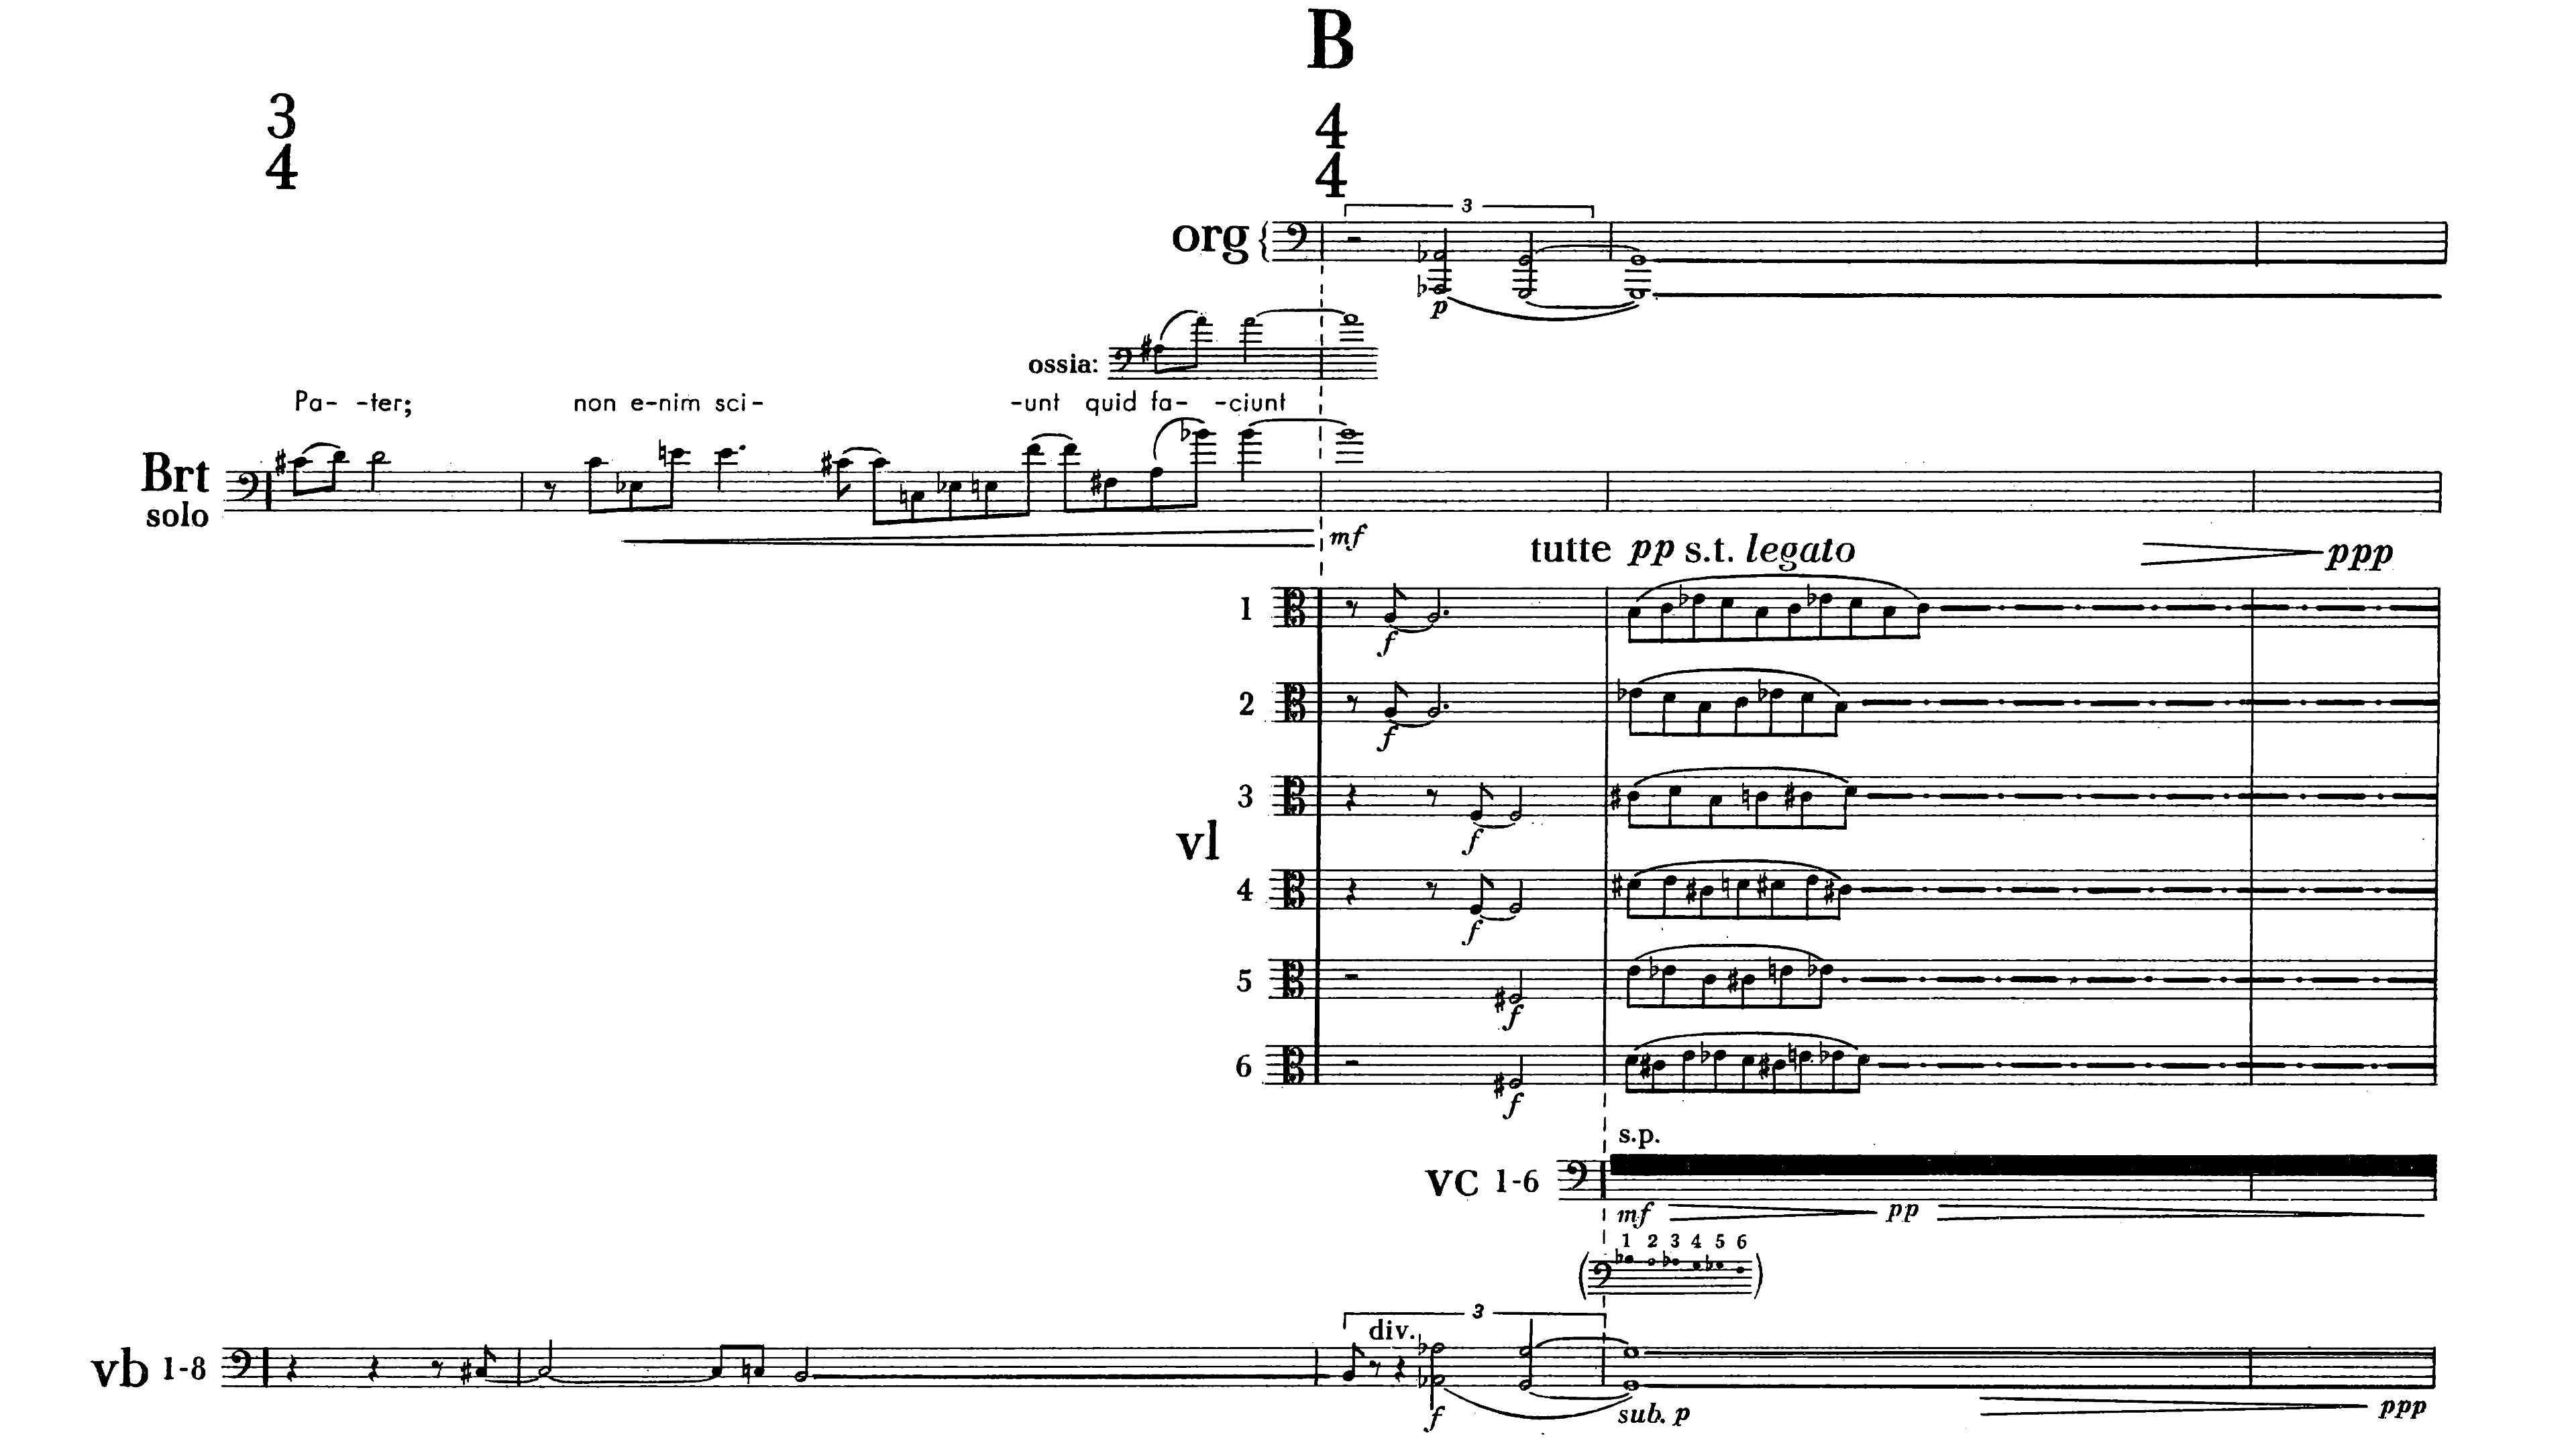 B
3
4
4
4
3
org
p
ossia:
Pa- -ter; non e-nim sci- -unt quid fa- -ciunt
Brt
solo
mf
tutte pp s.t. legato ppp
1
f
2
f
3
f
vl
4
f
5
f
6
f
s.p.
vc 1-6
mf pp
1 2 3 4 5 6
3
div.
vb 1-8
f sub. p ppp